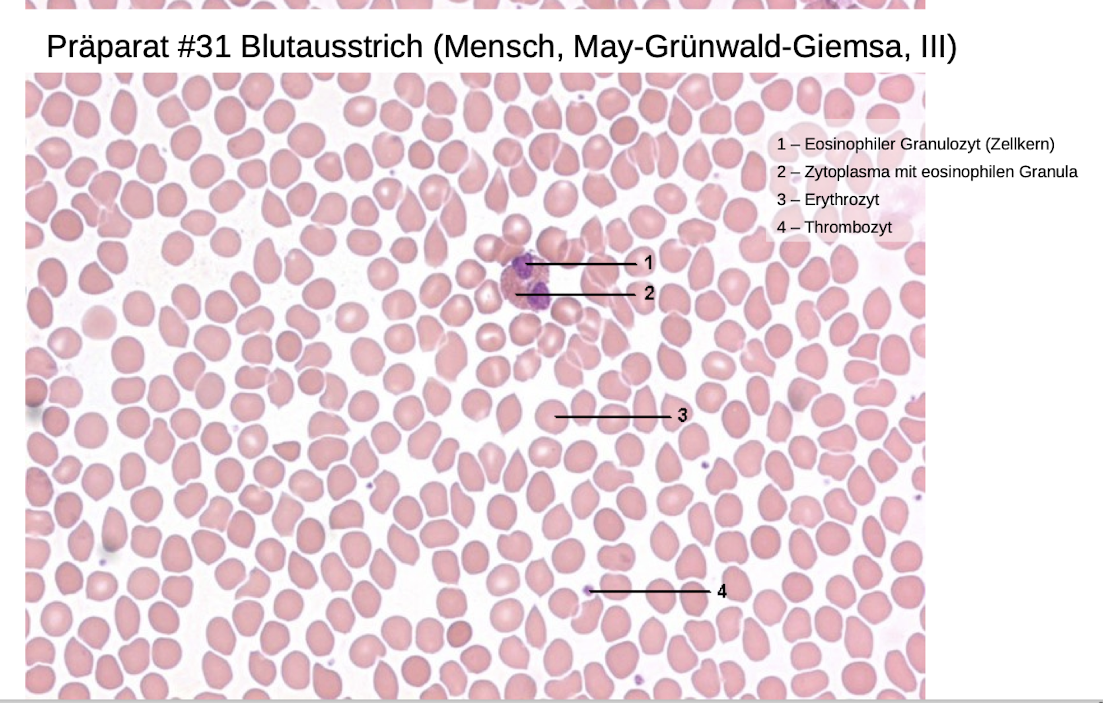 Präparat #31 Blutausstrich (Mensch, May-Grünwald-Giemsa, III)
1 – Eosinophiler Granulozyt (Zellkern)
2 – Zytoplasma mit eosinophilen Granula
3 – Erythrozyt
4 – Thrombozyt
1
2
3
4